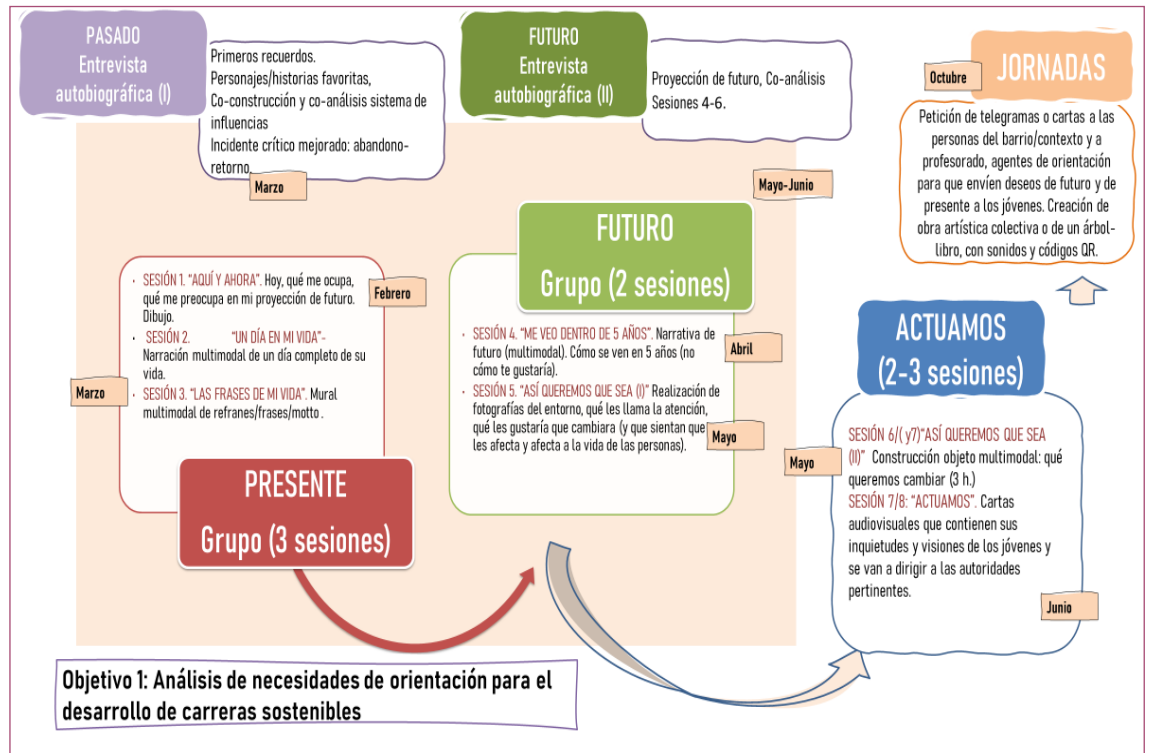 PASADO
Entrevista
autobiográfica (I)
Primeros recuerdos.
Personajes/historias favoritas,
Co-construcción y co-análisis sistema de
influencias
Incidente crítico mejorado: abandono-
retorno.
Marzo
FUTURO
Entrevista
autobiográfica (II)
Proyección de futuro, Co-análisis
Sesiones 4-6.
Mayo-Junio
Octubre
JORNADAS
Petición de telegramas o cartas a las
personas del barrio/contexto y a
profesorado, agentes de orientación
para que envíen deseos de futuro y de
presente a los jóvenes. Creación de
obra artística colectiva o de un árbol-
libro, con sonidos y códigos QR.
• SESIÓN 1. “AQUÍ Y AHORA”. Hoy, qué me ocupa,
qué me preocupa en mi proyección de futuro.
Dibujo.
• SESIÓN 2. “UN DÍA EN MI VIDA”-
Narración multimodal de un día completo de su
vida.
• SESIÓN 3. “LAS FRASES DE MI VIDA”. Mural
multimodal de refranes/frases/motto .
Febrero
Marzo
PRESENTE
Grupo (3 sesiones)
FUTURO
Grupo (2 sesiones)
• SESIÓN 4. “ME VEO DENTRO DE 5 AÑOS”. Narrativa de
futuro (multimodal). Cómo se ven en 5 años (no
cómo te gustaría).
• SESIÓN 5. “ASÍ QUEREMOS QUE SEA (I)” Realización de
fotografías del entorno, qué les llama la atención,
qué les gustaría que cambiara (y que sientan que
les afecta y afecta a la vida de las personas).
Abril
Mayo
ACTUAMOS
(2-3 sesiones)
SESIÓN 6/( y7)“ASÍ QUEREMOS QUE SEA
(II)” Construcción objeto multimodal: qué
queremos cambiar (3 h.)
SESIÓN 7/8: “ACTUAMOS”. Cartas
audiovisuales que contienen sus
inquietudes y visiones de los jóvenes y
se van a dirigir a las autoridades
pertinentes.
Mayo
Junio
Objetivo 1: Análisis de necesidades de orientación para el
desarrollo de carreras sostenibles